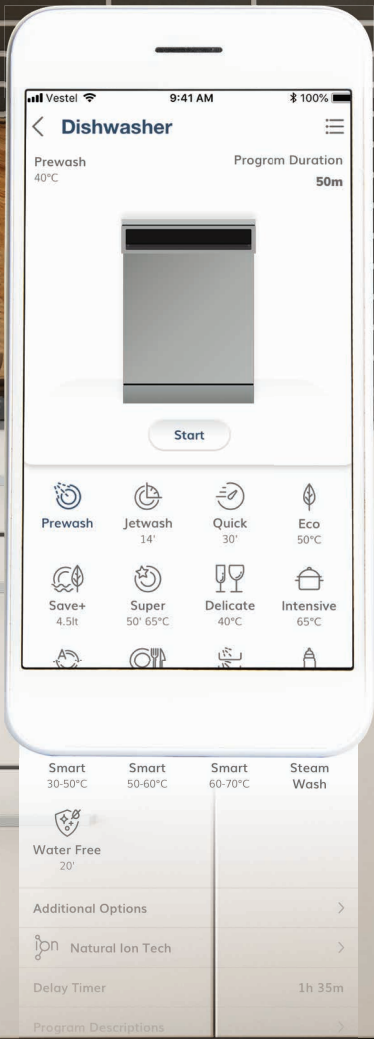 Vestel 9:41 AM 100%
Dishwasher
Prewash Program Duration
40°C 50m
Start
Prewash Jetwash Quick Eco
14' 30' 50°C
Save+ Super Delicate Intensive
4.5lt 50' 65°C 40°C 65°C
Smart Smart Smart Steam
30-50°C 50-60°C 60-70°C Wash
Water Free
20'
Additional Options
ion Natural Ion Tech
Delay Timer 1h 35m
Program Descriptions